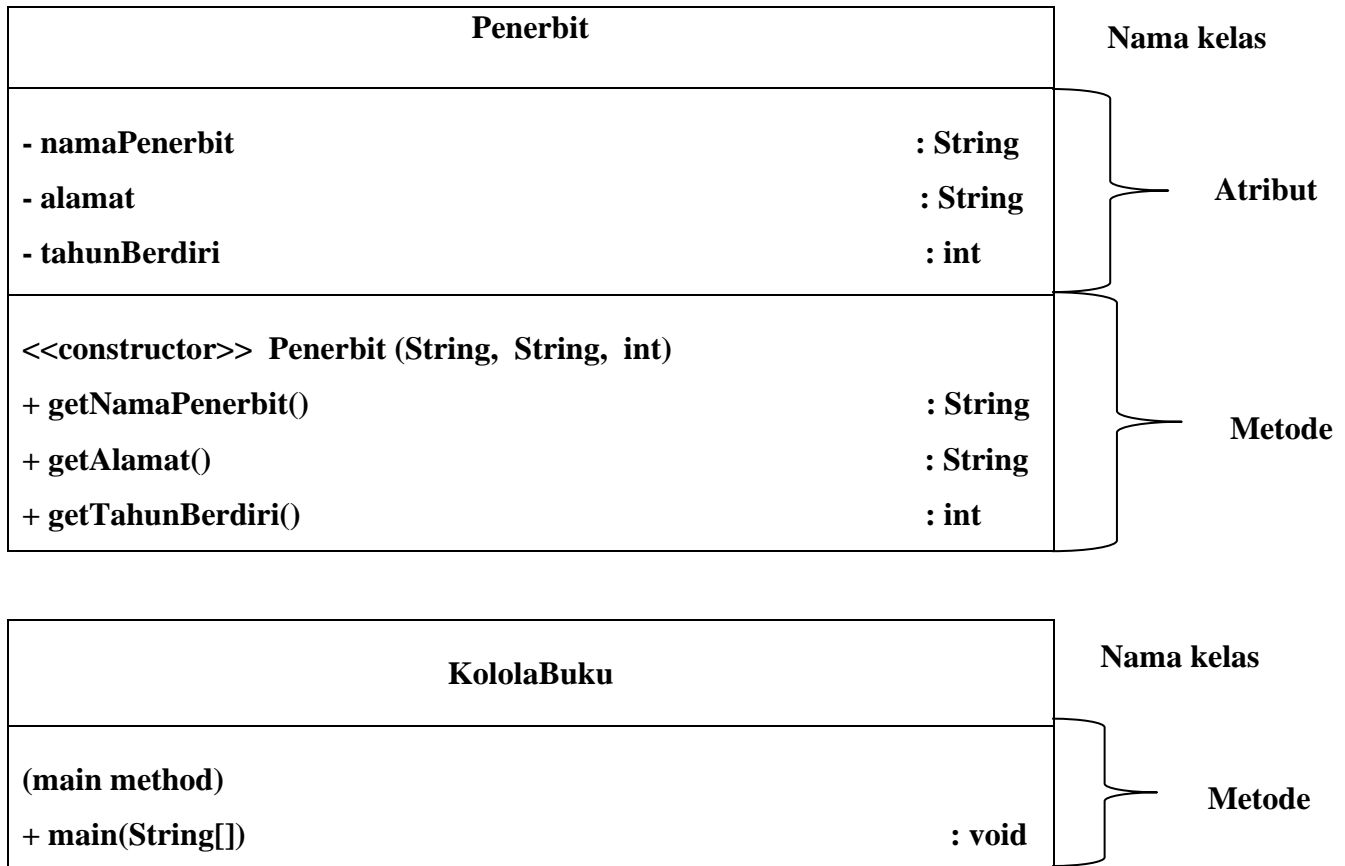 Penerbit
Nama kelas
- namaPenerbit : String
- alamat : String
- tahunBerdiri : int
Atribut
<<constructor>> Penerbit (String, String, int)
+ getNamaPenerbit() : String
+ getAlamat() : String
+ getTahunBerdiri() : int
Metode
KololaBuku
Nama kelas
(main method)
+ main(String[]) : void
Metode